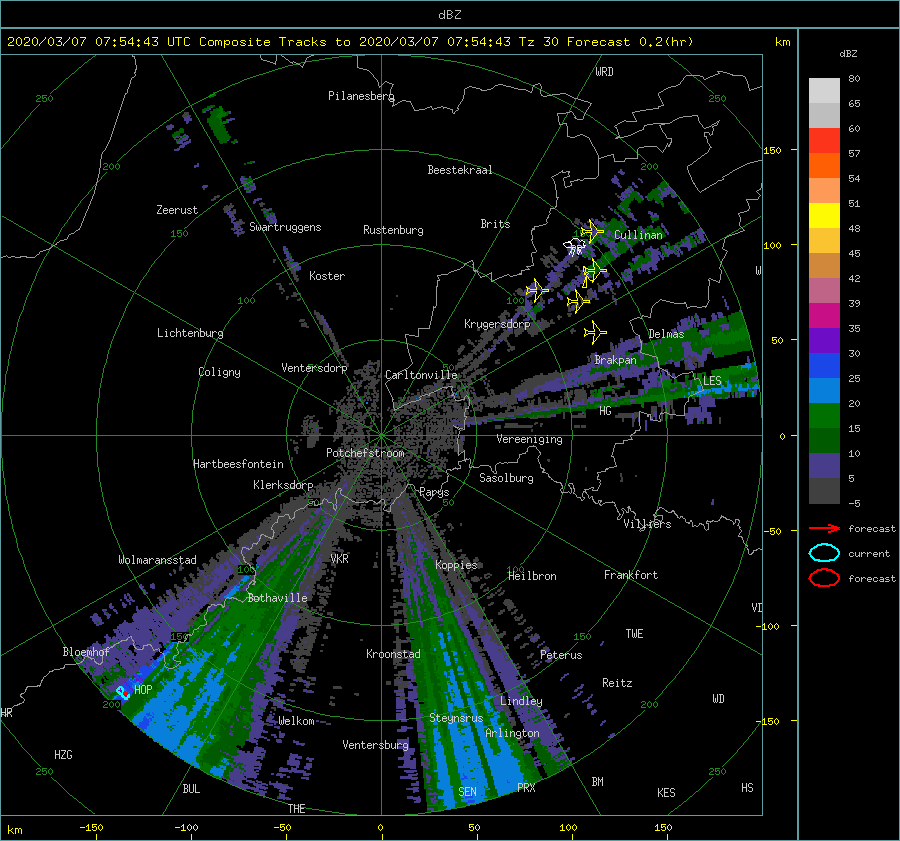 dBZ
2020/03/07 07:54:43 UTC Composite Tracks to 2020/03/07 07:54:43 Tz 30 Forecast 0.2(hr)
km
dBZ
WRD
250
250
Pilanesberg
80
65
60
57
54
51
48
45
42
39
35
30
25
20
15
10
5
-5
150
200
200
Beestekraal
Zeerust
Swartruggens
Rustenburg
Brits
Cullinan
150
100
W
Koster
100
100
Lichtenburg
Krugersdorp
Delmas
50
Ventersdorp
Coligny
Carltonville
Brakpan
LES
50
HG
Vereeniging
0
Potchefstroom
Hartbeesfontein
Klerksdorp
Sasolburg
Parys
50
50
Villiers
-50
forecast
current
forecast
Wolmaransstad
VKR
Koppies
100
100
Heilbron
Frankfort
Bothaville
VD
-100
150
150
TWE
Bloemhof
Kroonstad
Petrus
HOP
Reitz
200
200
Lindley
WD
HR
Welkom
Steynsrus
-150
Arlington
Ventersburg
HZG
250
250
BUL
SEN
PRX
BM
KES
HS
THE
km
-150
-100
-50
0
50
100
150